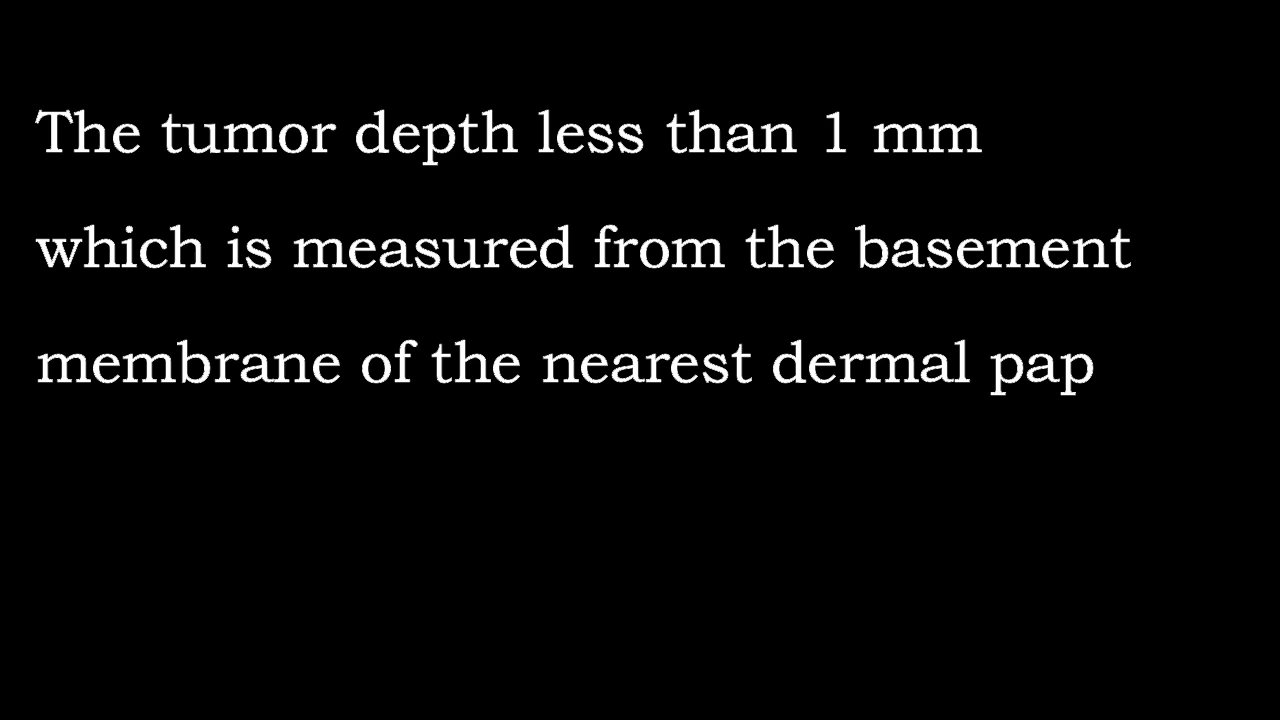 The tumor depth less than 1 mm
which is measured from the basement
membrane of the nearest dermal pap